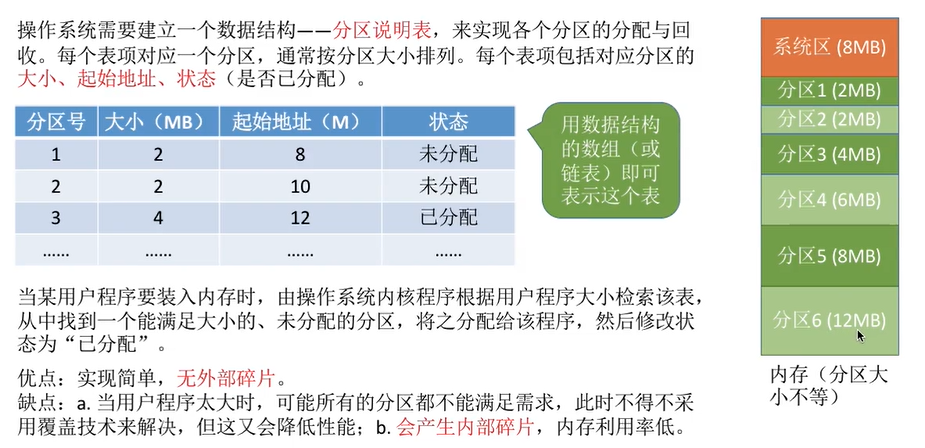 操作系统需要建立一个数据结构——分区说明表，来实现各个分区的分配与回
收。每个表项对应一个分区，通常按分区大小排列。每个表项包括对应分区的
大小、起始地址、状态（是否已分配）。
分区号 大小（MB） 起始地址（M） 状态
1 2 8 未分配
2 2 10 未分配
3 4 12 已分配
...... ...... ...... ......
用数据结构
的数组（或
链表）即可
表示这个表
当某用户程序要装入内存时，由操作系统内核程序根据用户程序大小检索该表，
从中找到一个能满足大小的、未分配的分区，将之分配给该程序，然后修改状
态为“已分配”。
优点：实现简单，无外部碎片。
缺点：a. 当用户程序太大时，可能所有的分区都不能满足需求，此时不得不采
用覆盖技术来解决，但这又会降低性能；b. 会产生内部碎片，内存利用率低。
系统区 (8MB)
分区1 (2MB)
分区2 (2MB)
分区3 (4MB)
分区4 (6MB)
分区5 (8MB)
分区6 (12MB)
内存（分区大
小不等）